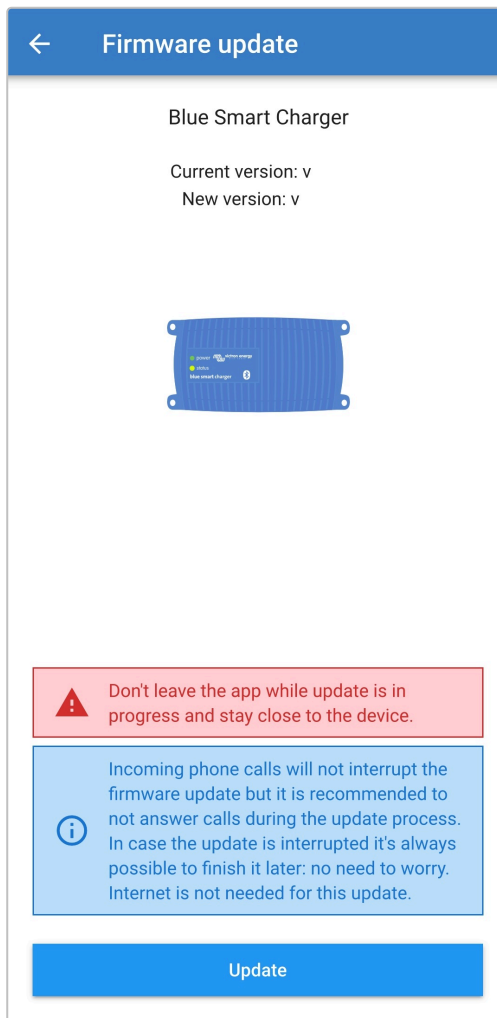 Firmware update
Blue Smart Charger
Current version: v
New version: v
power victron energy
status
blue smart charger
Don't leave the app while update is in
progress and stay close to the device.
Incoming phone calls will not interrupt the
firmware update but it is recommended to
not answer calls during the update process.
In case the update is interrupted it's always
possible to finish it later: no need to worry.
Internet is not needed for this update.
Update